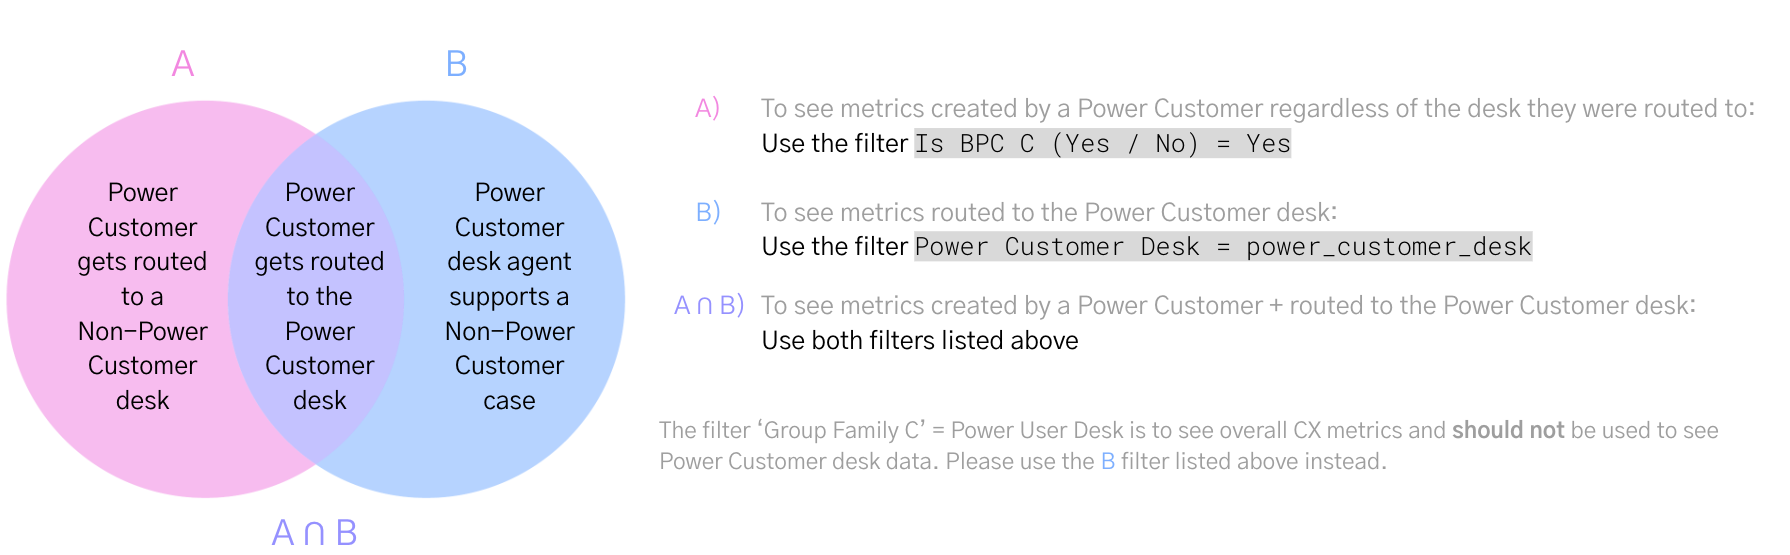 A
B
Power
Customer
gets routed
to a
Non-Power
Customer
desk
Power
Customer
gets routed
to the
Power
Customer
desk
Power
Customer
desk agent
supports a
Non-Power
Customer
case
A ∩ B
A) To see metrics created by a Power Customer regardless of the desk they were routed to:
Use the filter Is BPC C (Yes / No) = Yes
B) To see metrics routed to the Power Customer desk:
Use the filter Power Customer Desk = power_customer_desk
A ∩ B) To see metrics created by a Power Customer + routed to the Power Customer desk:
Use both filters listed above
The filter ‘Group Family C’ = Power User Desk is to see overall CX metrics and should not be used to see
Power Customer desk data. Please use the B filter listed above instead.